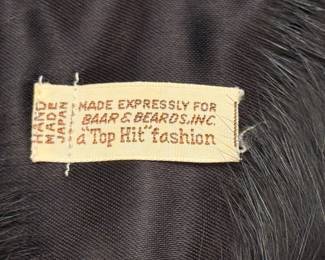 HAND
MADE
JAPAN
MADE EXPRESSLY FOR
BAAR & BEARDS, INC.
a "Top Hit" fashion